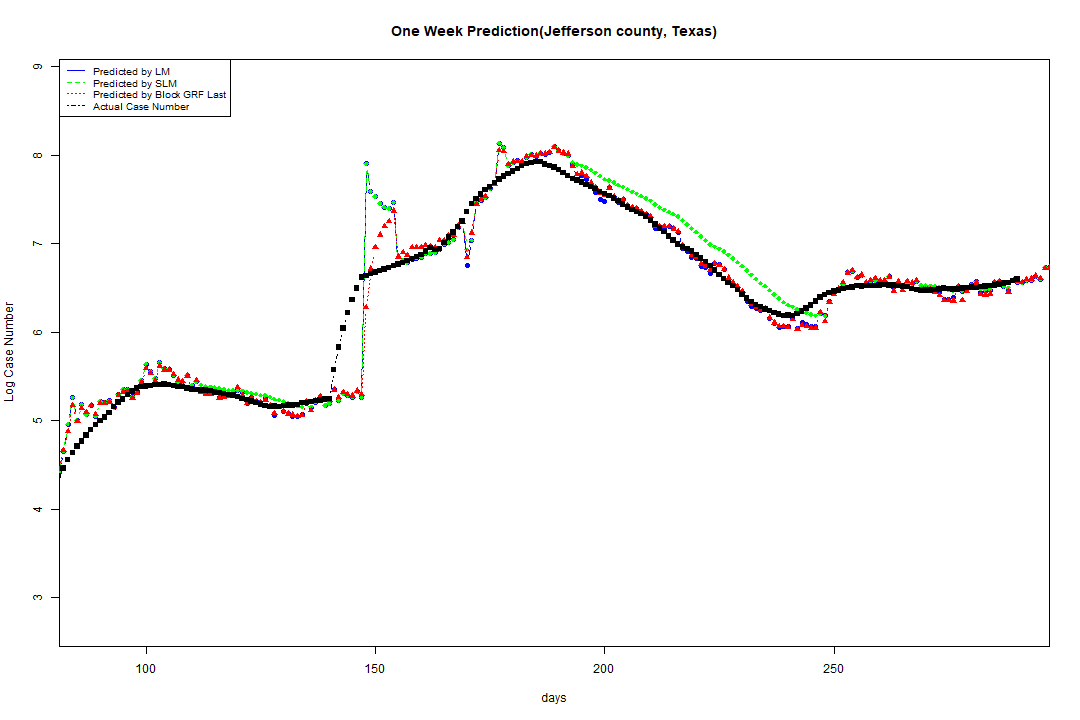 One Week Prediction(Jefferson county, Texas)
Predicted by LM
Predicted by SLM
Predicted by Block GRF Last
Actual Case Number
9
8
7
6
5
4
3
Log Case Number
100 150 200 250
days